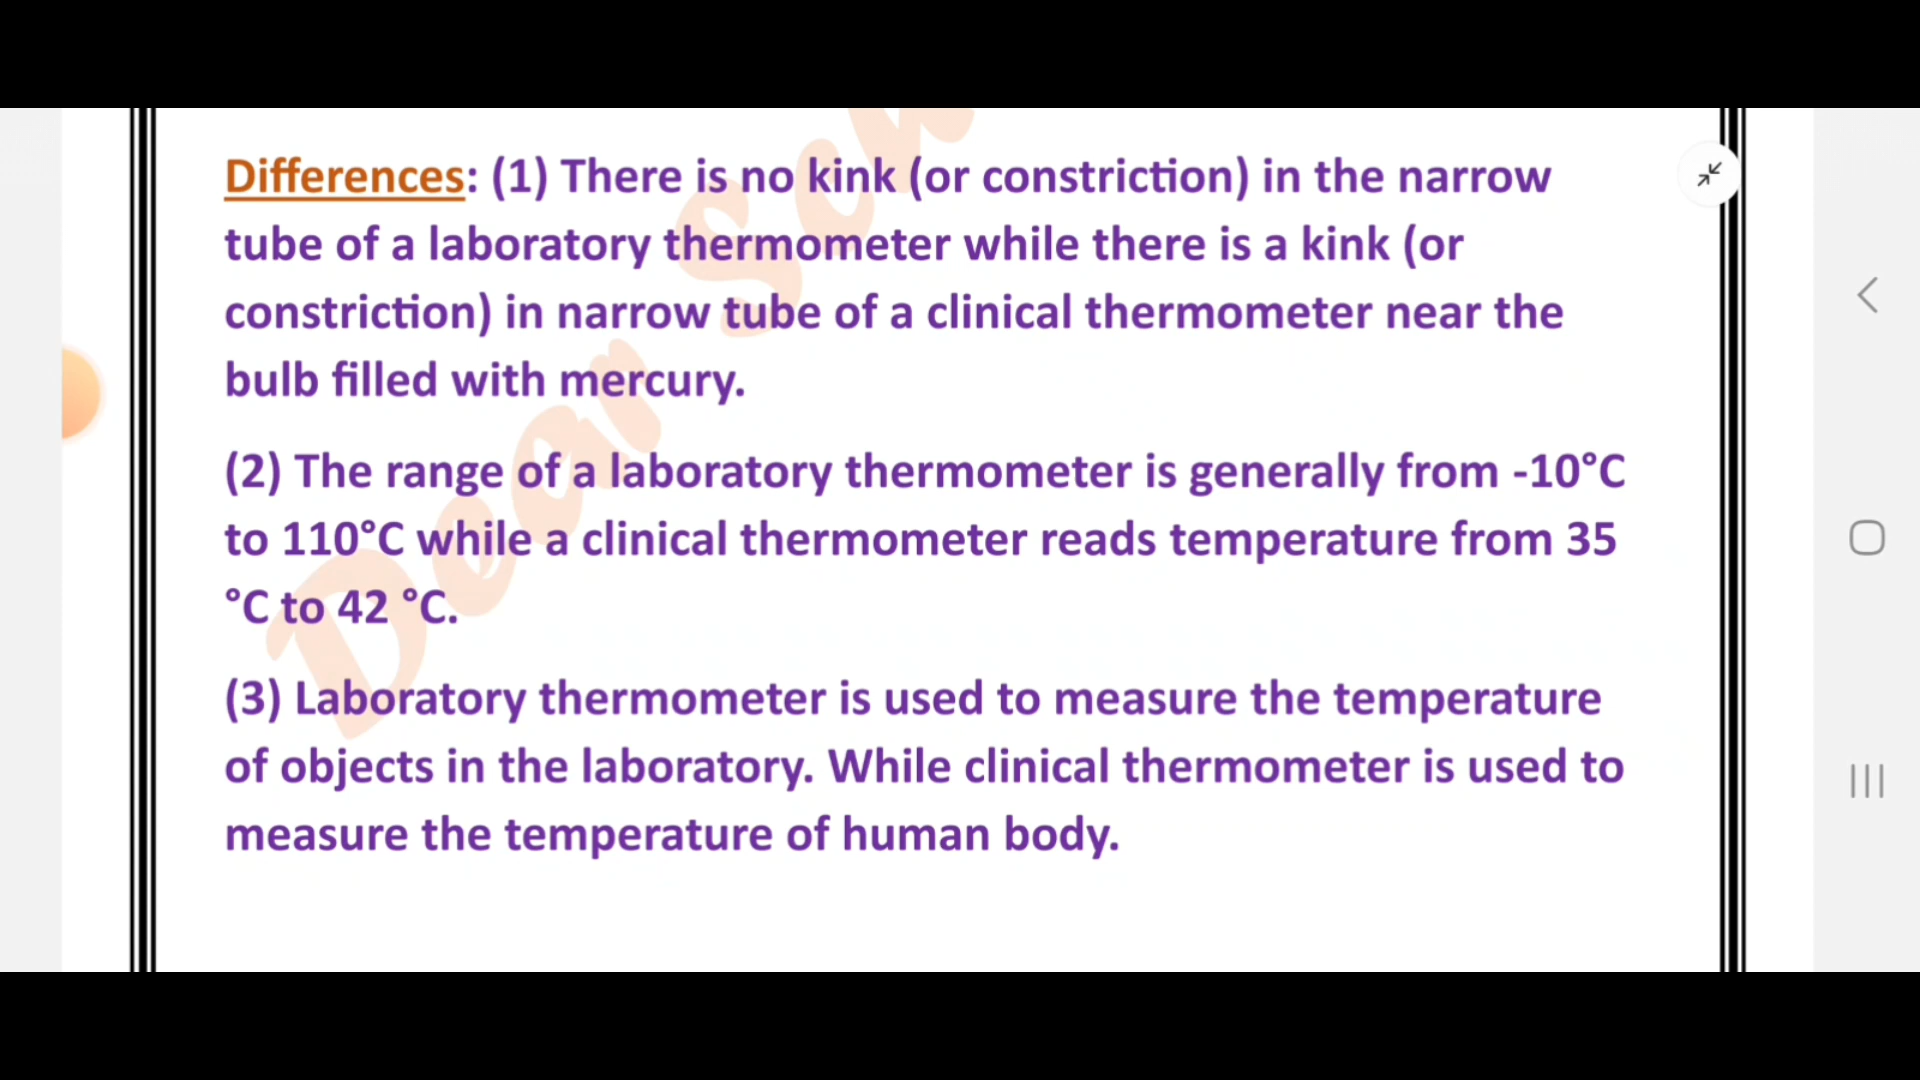 Differences: (1) There is no kink (or constriction) in the narrow
tube of a laboratory thermometer while there is a kink (or
constriction) in narrow tube of a clinical thermometer near the
bulb filled with mercury.
(2) The range of a laboratory thermometer is generally from -10°C
to 110°C while a clinical thermometer reads temperature from 35
°C to 42 °C.
(3) Laboratory thermometer is used to measure the temperature
of objects in the laboratory. While clinical thermometer is used to
measure the temperature of human body.
Dear Sch